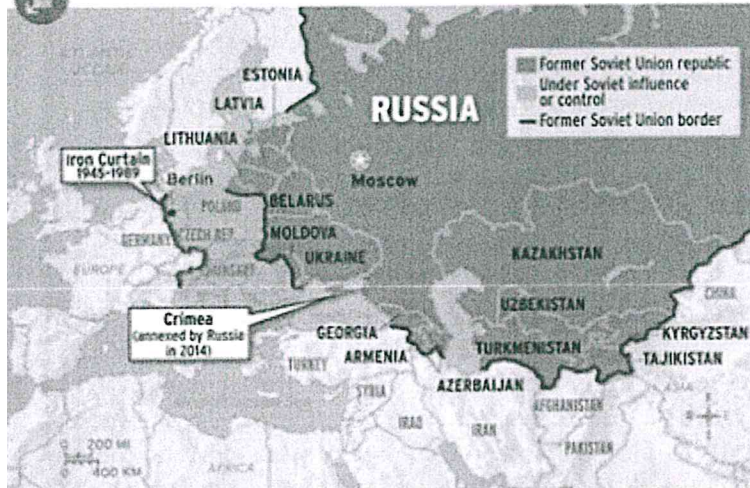 ESTONIA
LATVIA
LITHUANIA
RUSSIA
Former Soviet Union republic
Under Soviet influence
or control
Former Soviet Union border
Iron Curtain
1945-1989
Berlin
Moscow
POLAND
BELARUS
GERMANY
CZECH REP.
MOLDOVA
UKRAINE
EUROPE
KAZAKHSTAN
UZBEKISTAN
CHINA
Crimea
(annexed by Russia
in 2014)
GEORGIA
ARMENIA
TURKEY
TURKMENISTAN
KYRGYZSTAN
TAJIKISTAN
AZERBAIJAN
SYRIA
IRAQ
IRAN
AFGHANISTAN
PAKISTAN
ASIA
AFRICA
0 200 MI
0 400 KM